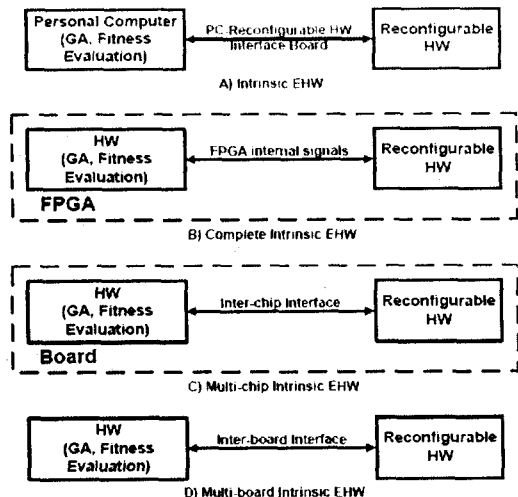 Personal Computer
(GA, Fitness
Evaluation)
PC-Reconfigurable HW
Interface Board
Reconfigurable
HW
A) Intrinsic EHW
HW
(GA, Fitness
Evaluation)
FPGA internal signals
Reconfigurable
HW
FPGA
B) Complete Intrinsic EHW
HW
(GA, Fitness
Evaluation)
Inter-chip Interface
Reconfigurable
HW
Board
C) Multi-chip Intrinsic EHW
HW
(GA, Fitness
Evaluation)
Inter-board Interface
Reconfigurable
HW
D) Multi-board Intrinsic EHW